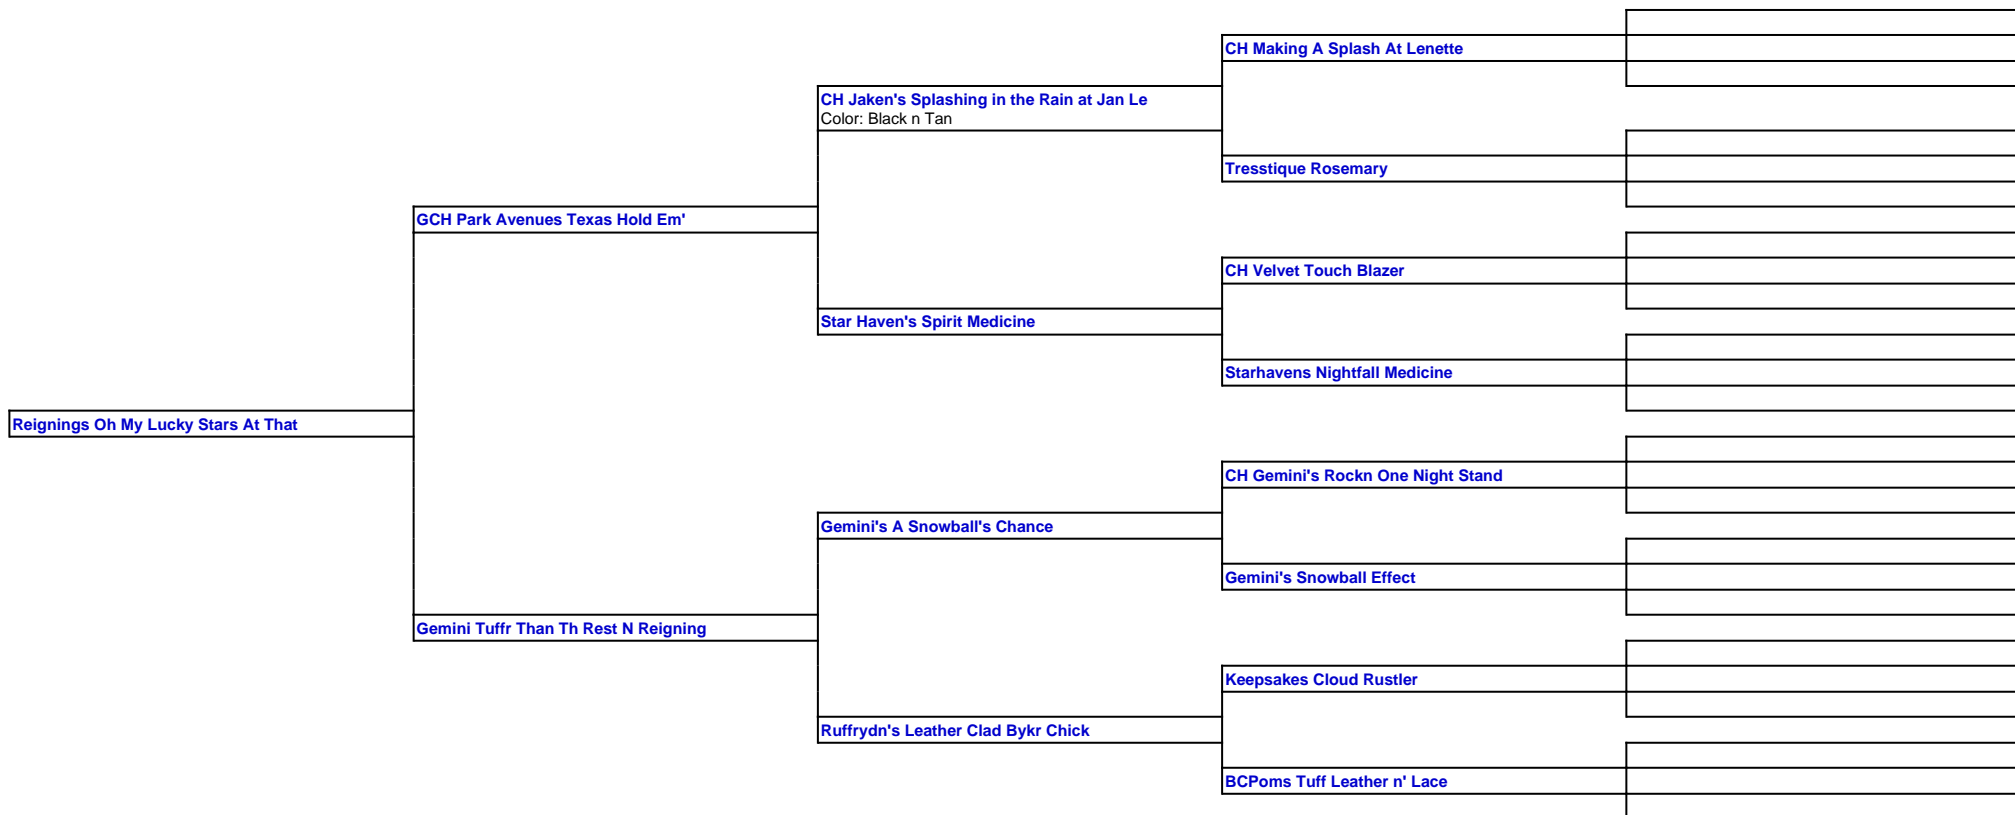 CH Making A Splash At Lenette
CH Jaken's Splashing in the Rain at Jan Le
Color: Black n Tan
Tresstique Rosemary
GCH Park Avenues Texas Hold Em'
CH Velvet Touch Blazer
Star Haven's Spirit Medicine
Starhavens Nightfall Medicine
Reignings Oh My Lucky Stars At That
CH Gemini's Rockn One Night Stand
Gemini's A Snowball's Chance
Gemini's Snowball Effect
Gemini Tuffr Than Th Rest N Reigning
Keepsakes Cloud Rustler
Ruffrydn's Leather Clad Bykr Chick
BCPoms Tuff Leather n' Lace